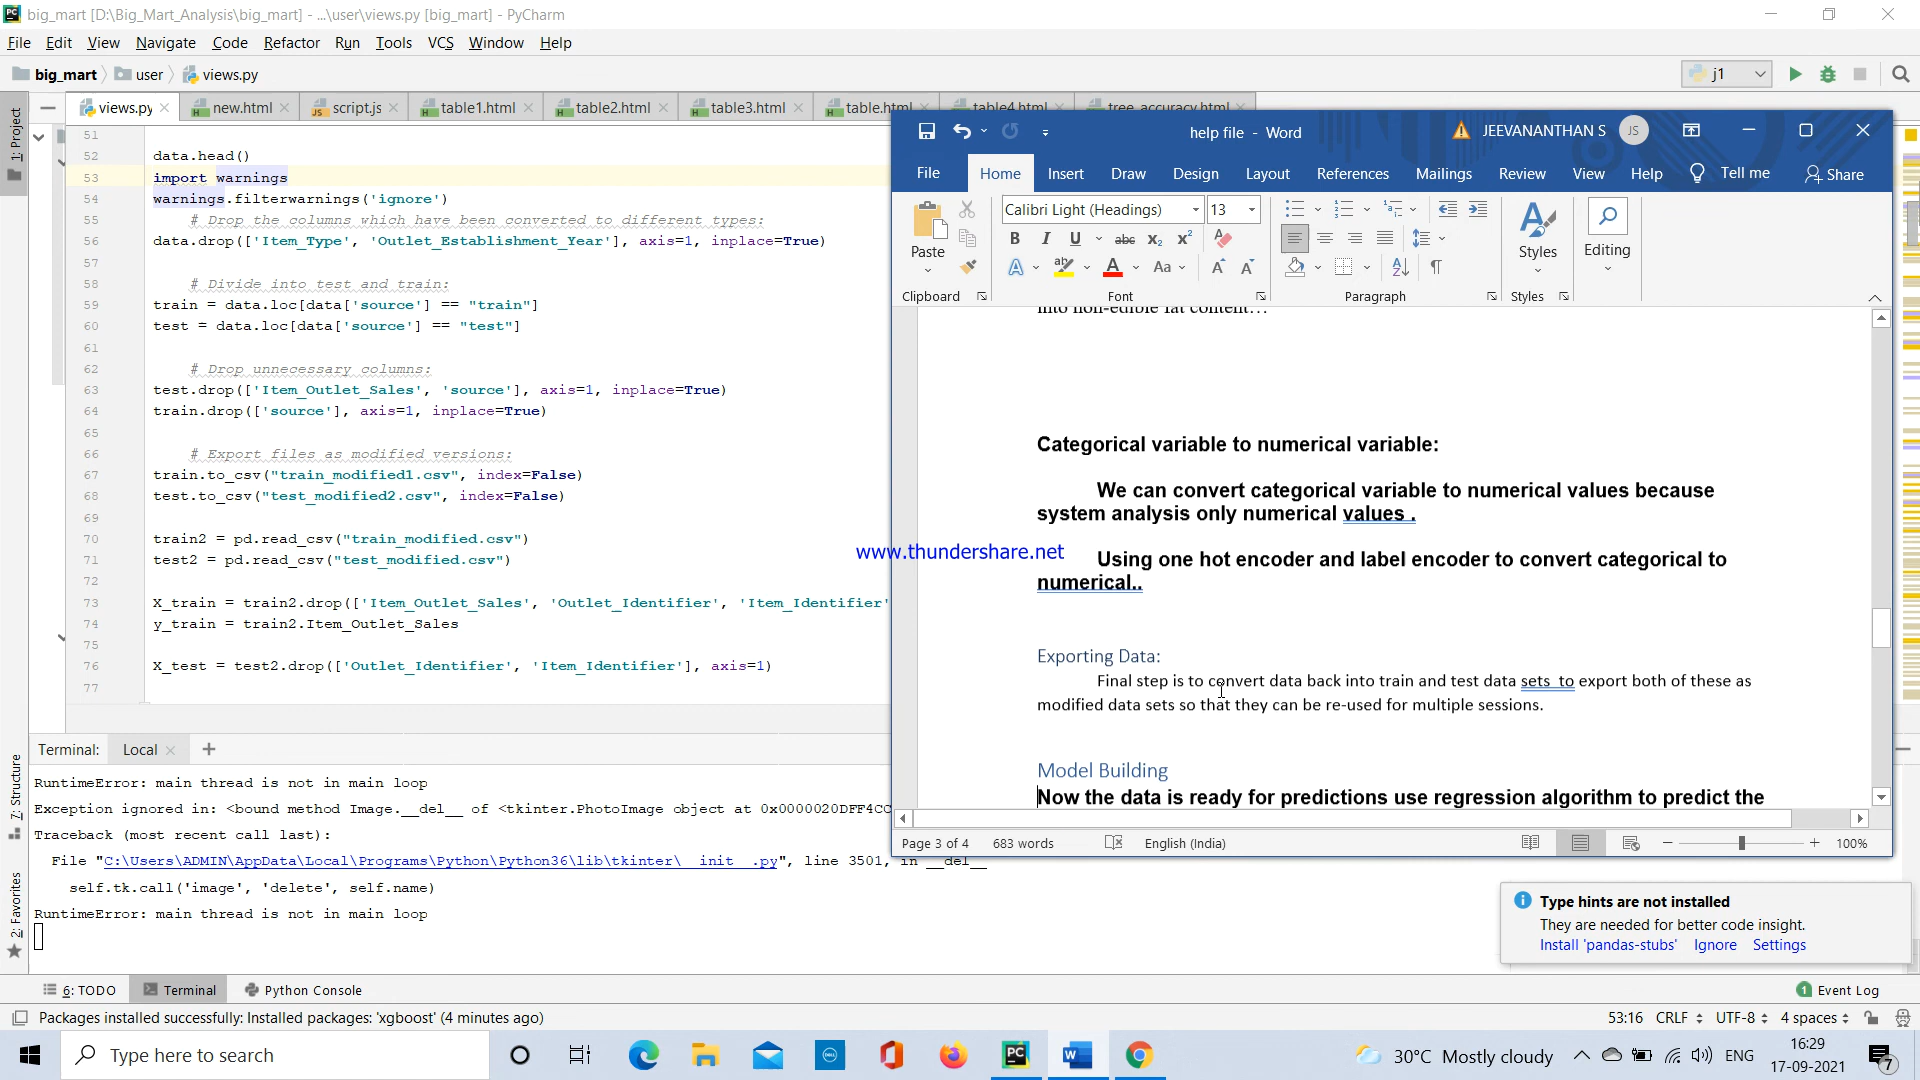 big_mart [D:\Big_Mart_Analysis\big_mart] - ...\user\views.py [big_mart] - PyCharm
File Edit View Navigate Code Refactor Run Tools VCS Window Help
big_mart user views.py
j1
views.py new.html script.js table1.html table2.html table3.html table.html table4.html tree_accuracy.html
1: Project
7: Structure
2: Favorites
51
52 data.head()
53 import warnings
54 warnings.filterwarnings('ignore')
55 # Drop the columns which have been converted to different types:
56 data.drop(['Item_Type', 'Outlet_Establishment_Year'], axis=1, inplace=True)
57
58 # Divide into test and train:
59 train = data.loc[data['source'] == "train"]
60 test = data.loc[data['source'] == "test"]
61
62 # Drop unnecessary columns:
63 test.drop(['Item_Outlet_Sales', 'source'], axis=1, inplace=True)
64 train.drop(['source'], axis=1, inplace=True)
65
66 # Export files as modified versions:
67 train.to_csv("train_modified1.csv", index=False)
68 test.to_csv("test_modified2.csv", index=False)
69
70 train2 = pd.read_csv("train_modified.csv")
71 test2 = pd.read_csv("test_modified.csv")
72
73 X_train = train2.drop(['Item_Outlet_Sales', 'Outlet_Identifier', 'Item_Identifier'
74 y_train = train2.Item_Outlet_Sales
75
76 X_test = test2.drop(['Outlet_Identifier', 'Item_Identifier'], axis=1)
77
Terminal: Local
RuntimeError: main thread is not in main loop
Exception ignored in: <bound method Image.__del__ of <tkinter.PhotoImage object at 0x0000020DFF4CC
Traceback (most recent call last):
File "C:\Users\ADMIN\AppData\Local\Programs\Python\Python36\lib\tkinter\__init__.py", line 3501, in __del__
self.tk.call('image', 'delete', self.name)
RuntimeError: main thread is not in main loop
help file - Word
JEEVANANTHAN S JS
File Home Insert Draw Design Layout References Mailings Review View Help Tell me Share
Paste
Calibri Light (Headings) 13
Styles
Editing
Clipboard Font Paragraph Styles
into non-edible fat content…
Categorical variable to numerical variable:
We can convert categorical variable to numerical values because
system analysis only numerical values .
www.thundershare.net
Using one hot encoder and label encoder to convert categorical to
numerical..
Exporting Data:
Final step is to convert data back into train and test data sets to export both of these as
modified data sets so that they can be re-used for multiple sessions.
Model Building
Now the data is ready for predictions use regression algorithm to predict the
Page 3 of 4 683 words English (India) 100%
Type hints are not installed
They are needed for better code insight.
Install 'pandas-stubs' Ignore Settings
6: TODO Terminal Python Console
1 Event Log
Packages installed successfully: Installed packages: 'xgboost' (4 minutes ago)
53:16 CRLF UTF-8 4 spaces
Type here to search
30°C Mostly cloudy ENG
16:29
17-09-2021
7